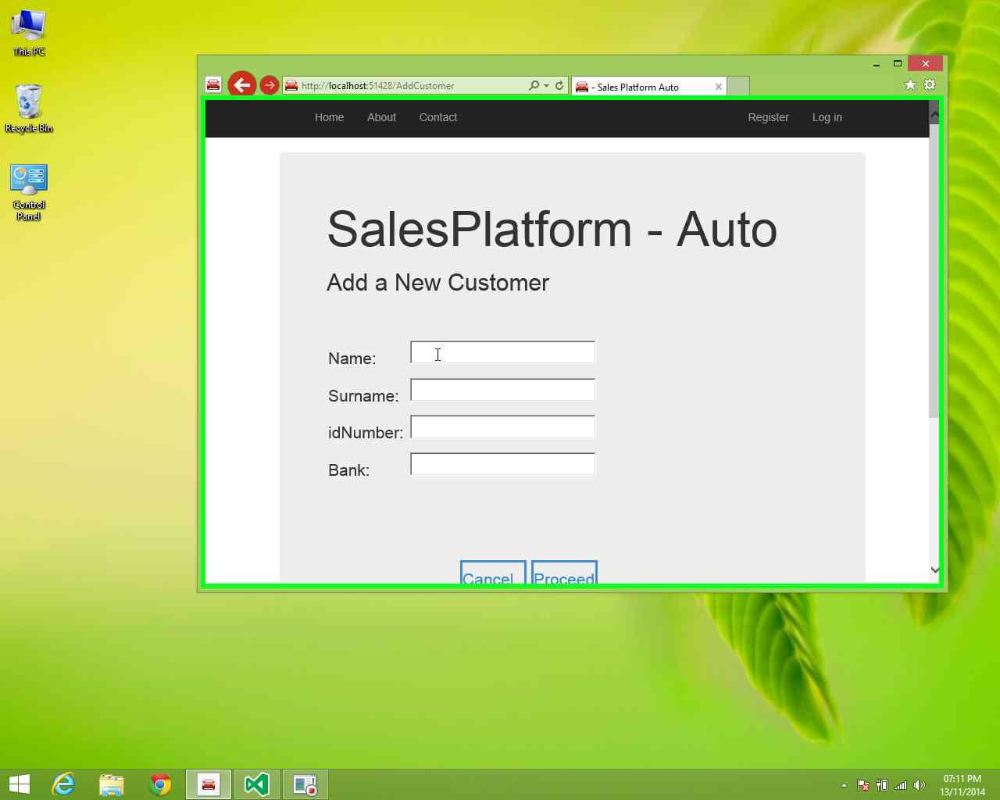 This PC
Recycle Bin
Control
Panel
http://localhost:51428/AddCustomer
- Sales Platform Auto
Home About Contact Register Log in
SalesPlatform - Auto
Add a New Customer
Name:
Surname:
idNumber:
Bank:
Cancel Proceed
07:11 PM
13/11/2014